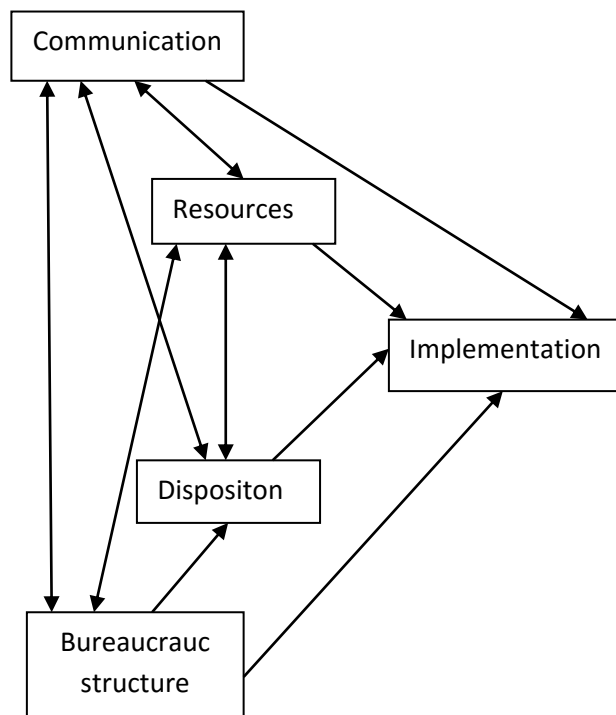 Communication
Resources
Implementation
Dispositon
Bureaucrauc
structure